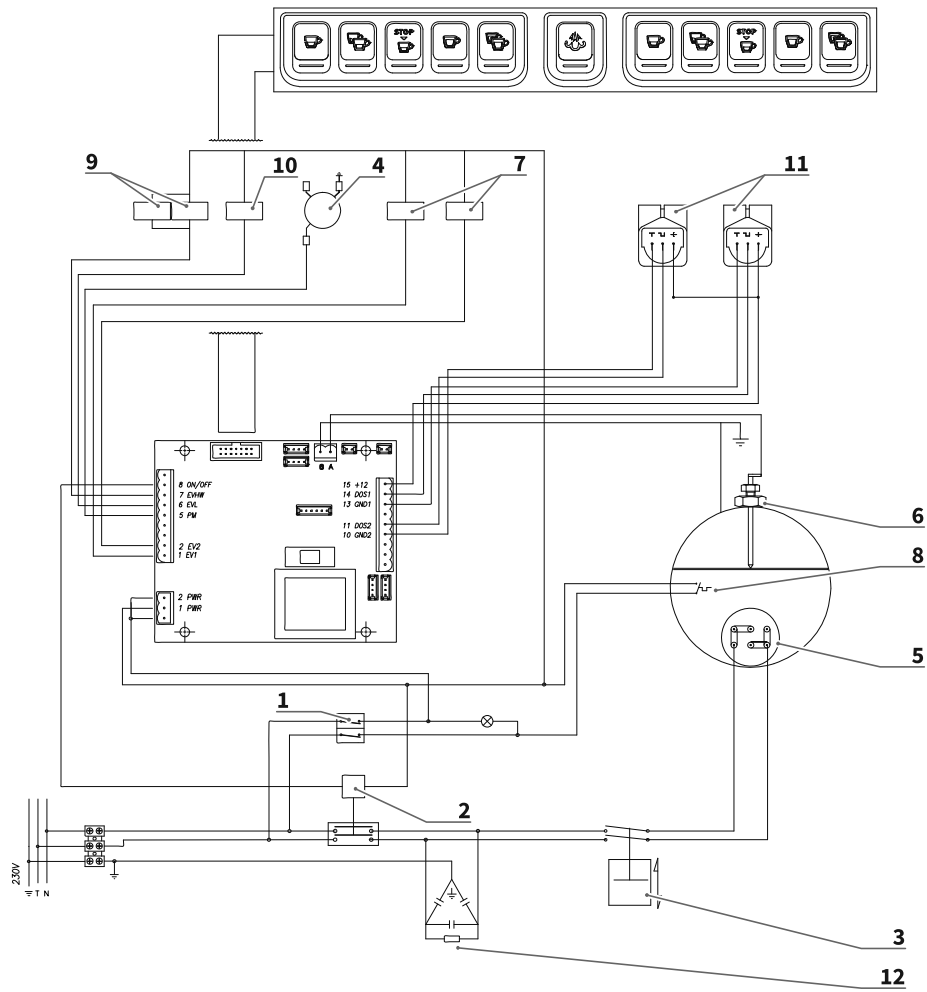 STOP
STOP
9
10
4
7
11
B A
8 ON/OFF
7 EVHW
6 EVL
5 PM
2 EV2
1 EV1
2 PWR
1 PWR
15 +12
14 DOS1
13 GND1
11 DOS2
10 GND2
6
8
5
1
2
230V
T N
3
12